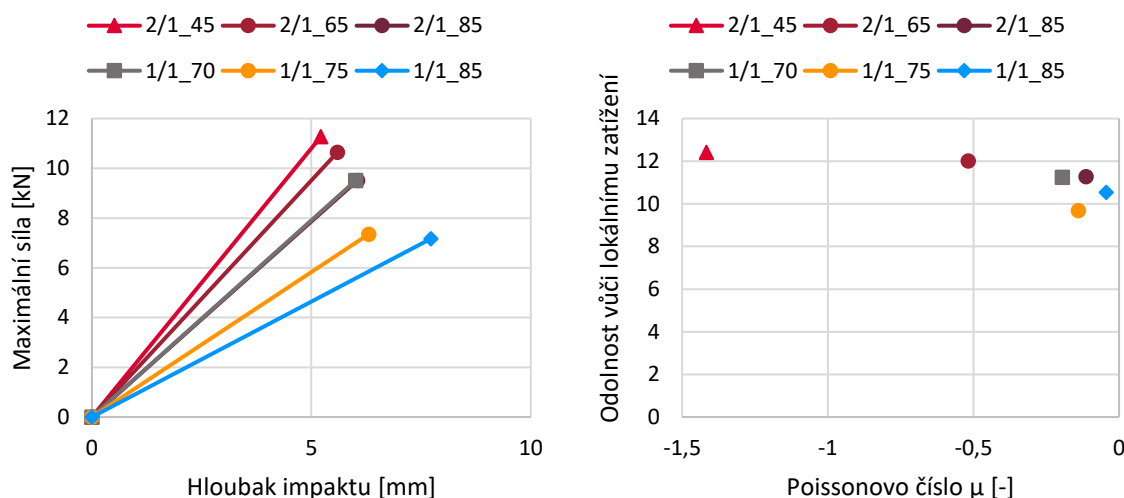 2/1_45 2/1_65 2/1_85
1/1_70 1/1_75 1/1_85
Maximální síla [kN]
12
10
8
6
4
2
0
0 5 10
Hloubak impaktu [mm]
2/1_45 2/1_65 2/1_85
1/1_70 1/1_75 1/1_85
Odolnost vůči lokálnímu zatížení
14
12
10
8
6
4
2
0
-1,5 -1 -0,5 0
Poissonovo číslo μ [-]